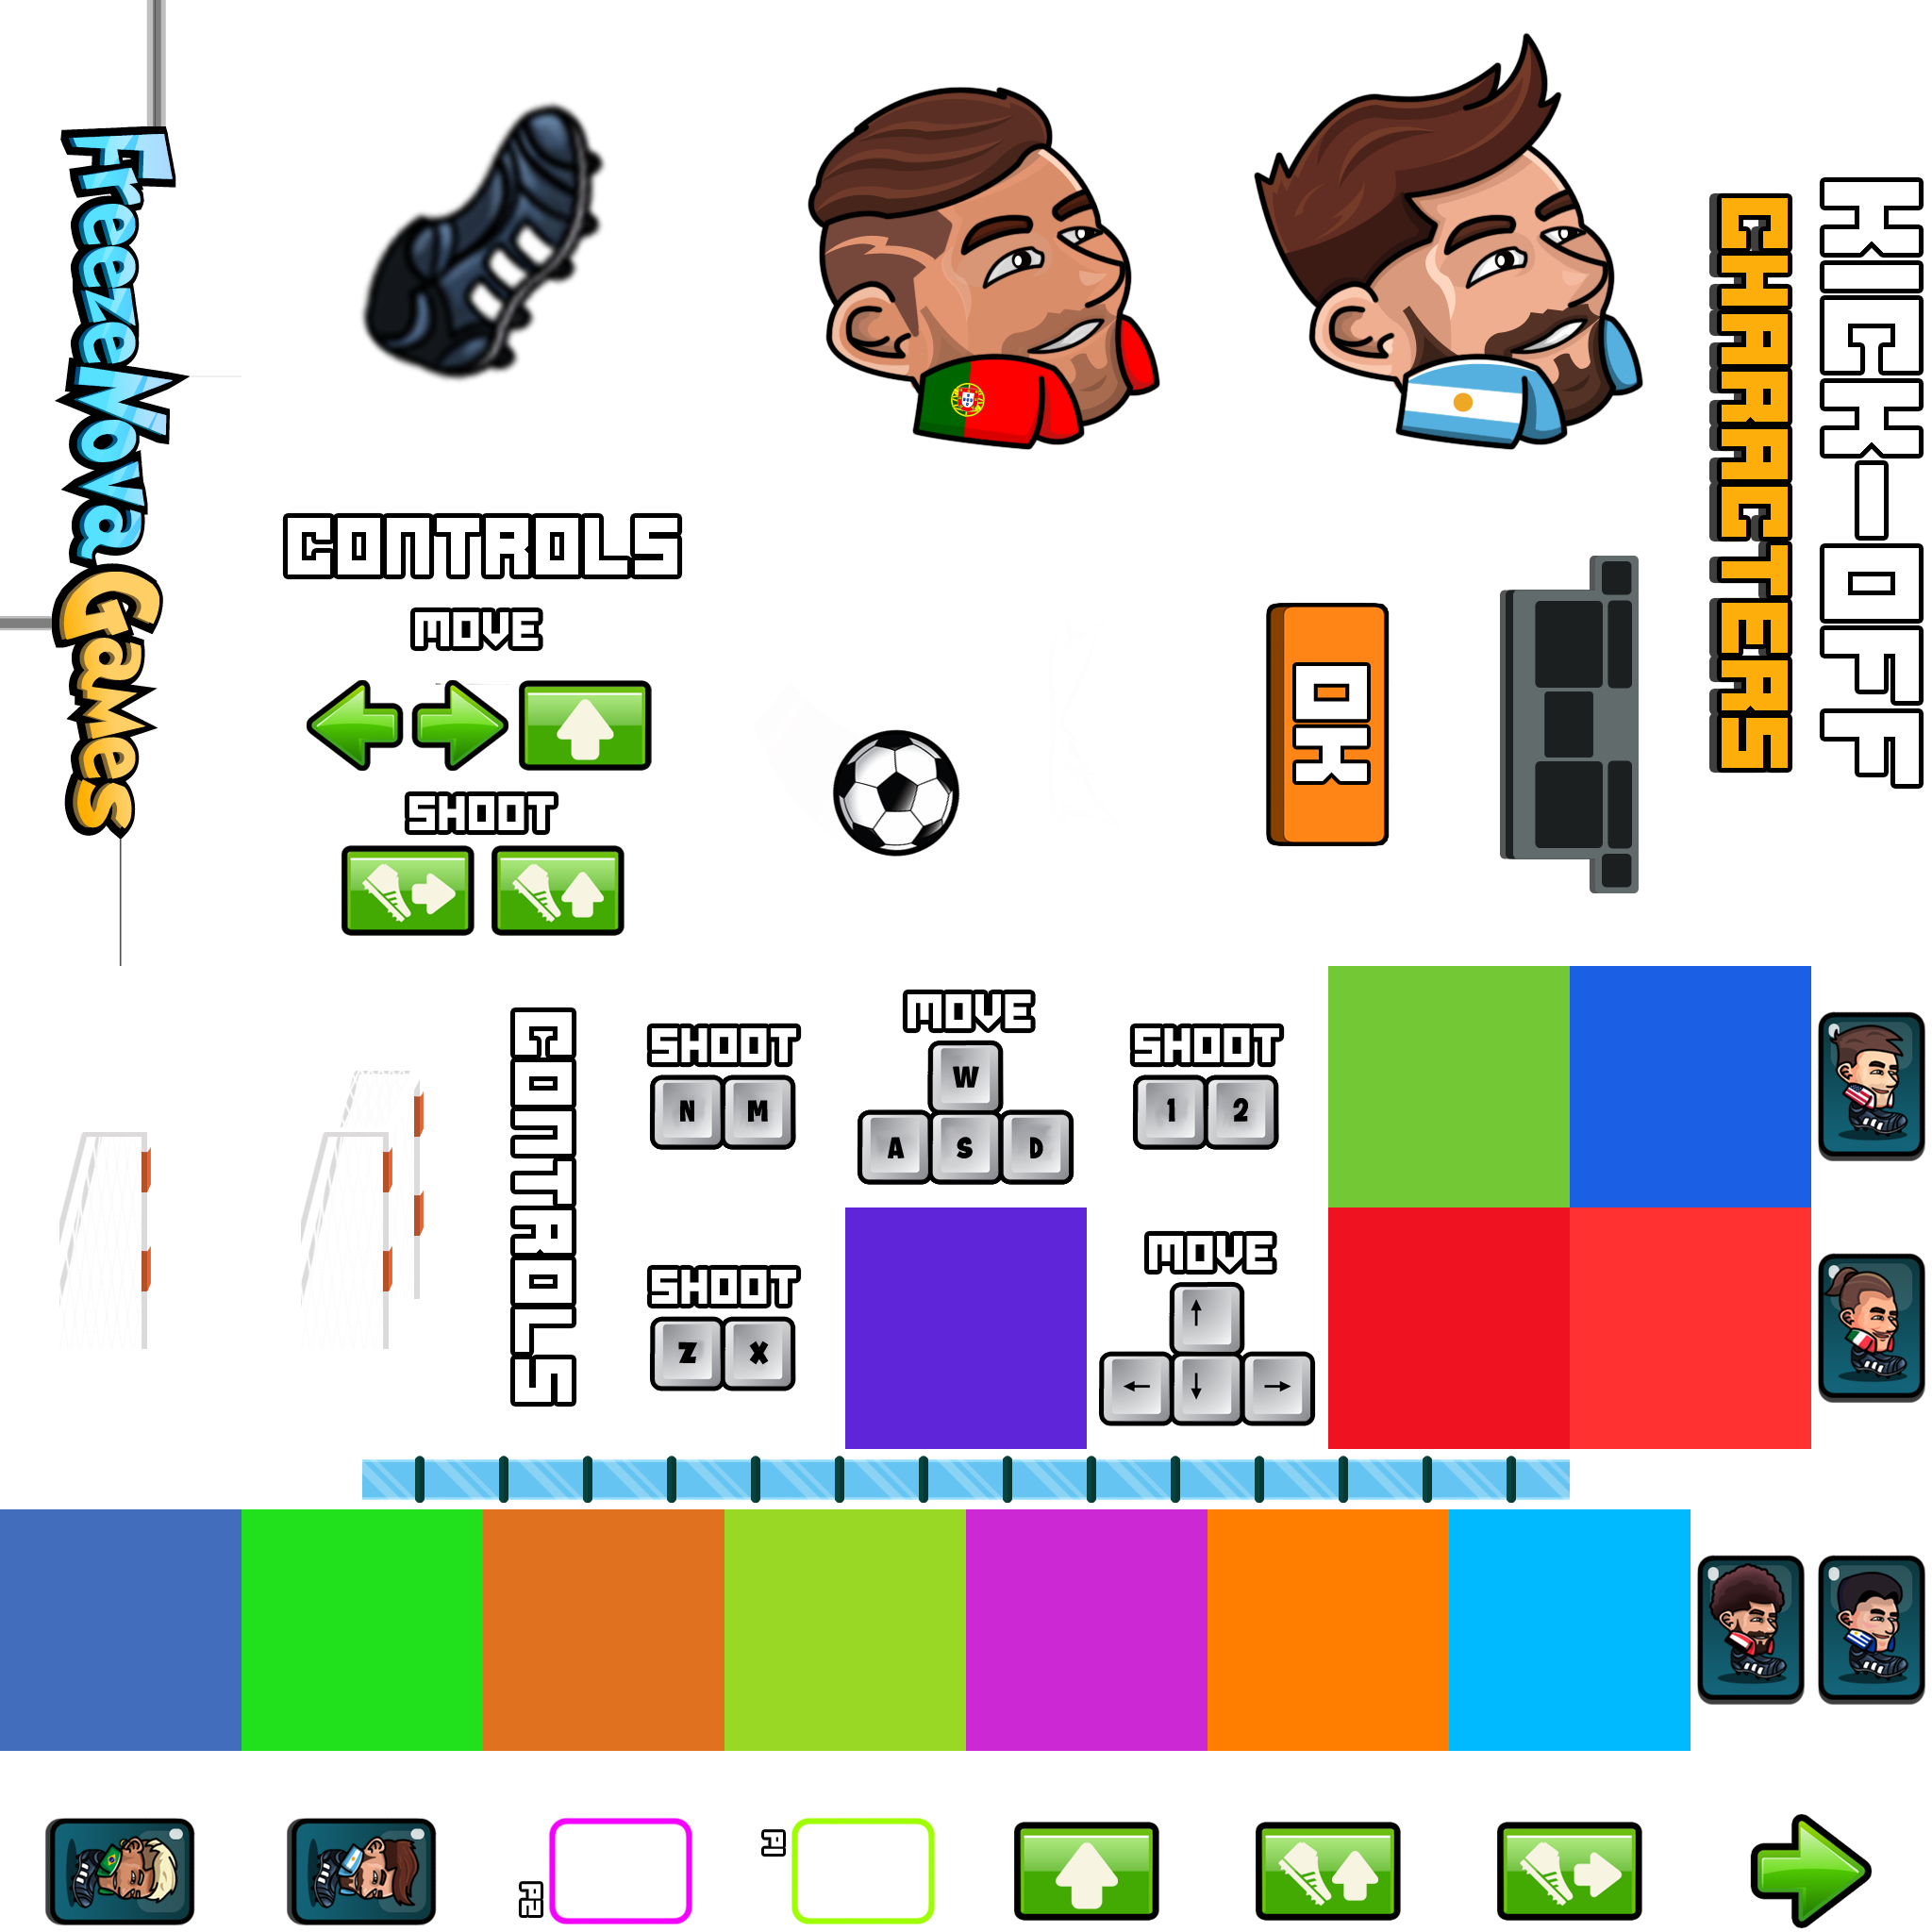 FreezeNova Games
KICK-OFF
CHARACTERS
CONTROLS
MOVE
SHOOT
OK
CONTROLS
SHOOT
N M
MOVE
W
A S D
SHOOT
1 2
SHOOT
Z X
MOVE
↑
← ↓ →
P2
P1